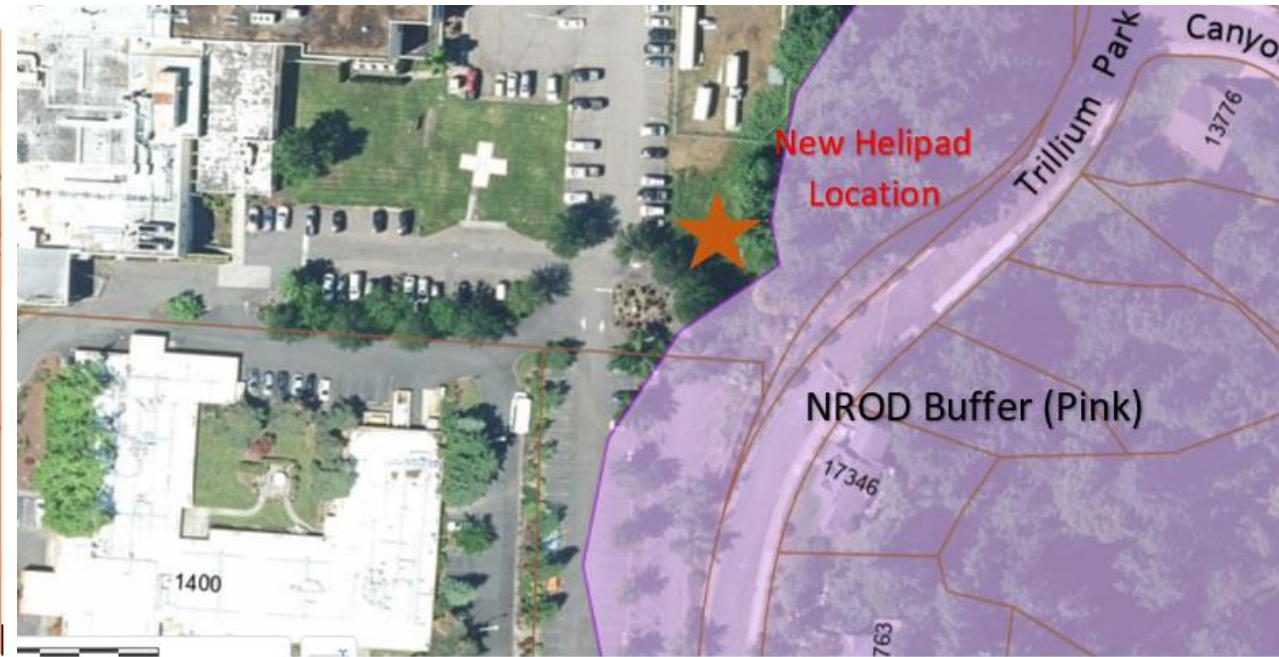 Canyo
Trillium Park
13776
New Helipad
Location
NROD Buffer (Pink)
17346
1400
763